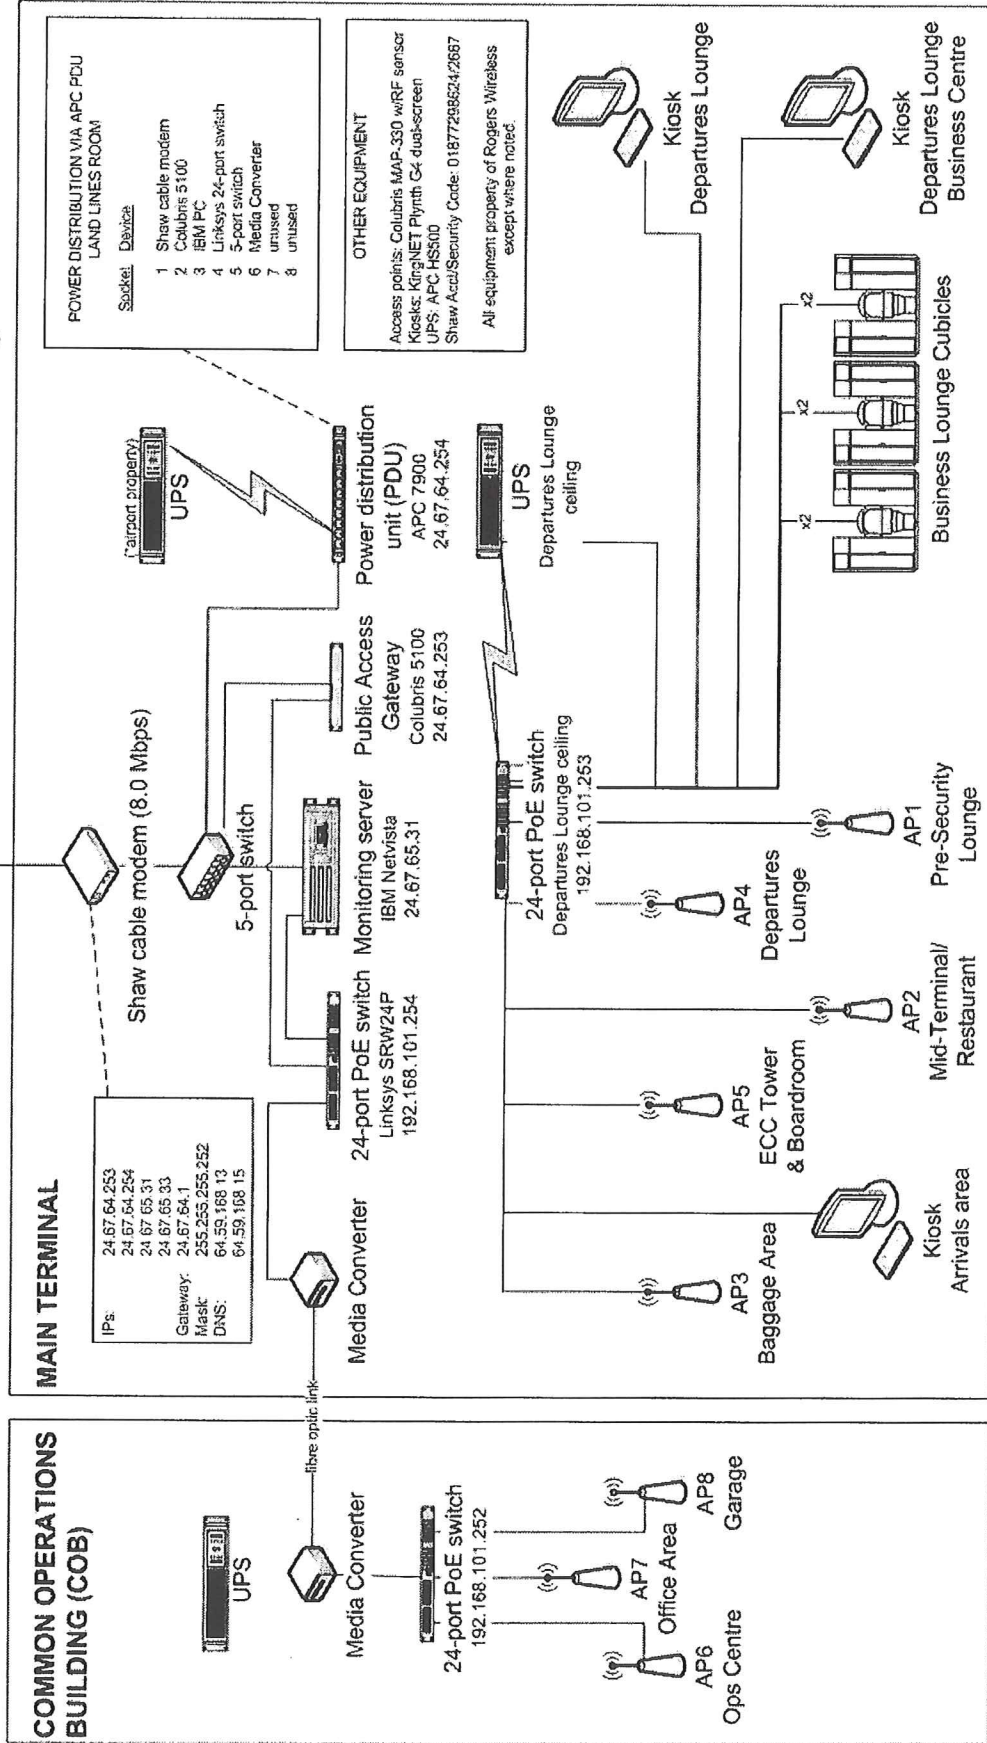 COMMON OPERATIONS
BUILDING (COB)
UPS
Media Converter
fibre optic link
24-port PoE switch
192.168.101.252
AP6
Ops Centre
AP7
Office Area
AP8
Garage
MAIN TERMINAL
IPs: 24.67.64.253
24.67.64.254
24.67.65.31
24.67.65.33
Gateway: 24.67.64.1
Mask: 255.255.255.252
DNS: 64.59.168.13
64.59.168.15
Shaw cable modem (8.0 Mbps)
5-port switch
Media Converter
24-port PoE switch
Linksys SRW24P
192.168.101.254
Monitoring server
IBM Netvista
24.67.65.31
Public Access
Gateway
Colubris 5100
24.67.64.253
(*airport property)
UPS
Power distribution
unit (PDU)
APC 7900
24.67.64.254
POWER DISTRIBUTION VIA APC PDU
LAND LINES ROOM
Socket Device
1 Shaw cable modem
2 Colubris 5100
3 IBM PC
4 Linksys 24-port switch
5 5-port switch
6 Media Converter
7 unused
8 unused
OTHER EQUIPMENT
Access points: Colubris MAP-330 w/RF sensor
Kiosks: KingNET Plynth G4 dual-screen
UPS: APC HS500
Shaw Acct/Security Code: 01877298624/2687
All equipment property of Rogers Wireless
except where noted.
24-port PoE switch
Departures Lounge ceiling
192.168.101.253
UPS
Departures Lounge
ceiling
AP3
Baggage Area
Kiosk
Arrivals area
AP5
ECC Tower
& Boardroom
AP2
Mid-Terminal/
Restaurant
AP4
Departures
Lounge
AP1
Pre-Security
Lounge
x2
x2
x2
Business Lounge Cubicles
Kiosk
Departures Lounge
Kiosk
Departures Lounge
Business Centre